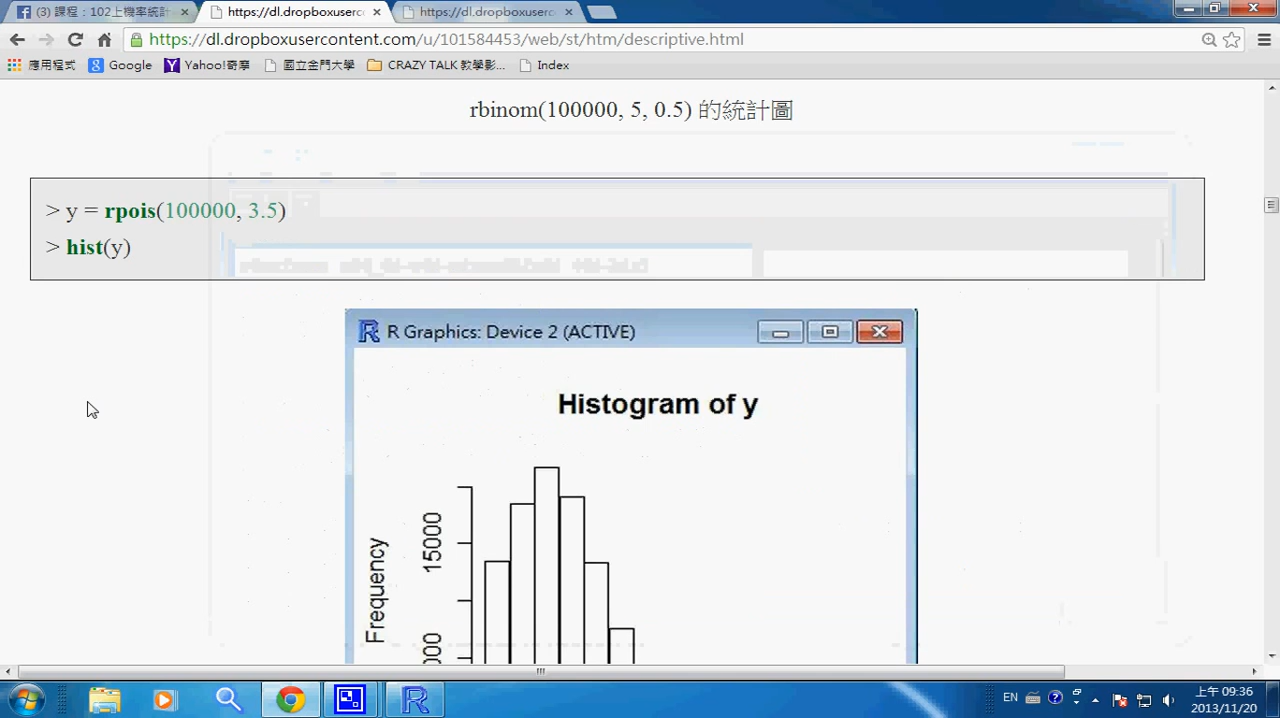 (3) 課程：102上機率統計
https://dl.dropboxuserco
https://dl.dropboxuserco
https://dl.dropboxusercontent.com/u/101584453/web/st/htm/descriptive.html
應用程式 Google Yahoo!奇摩 國立金門大學 CRAZY TALK 教學影... Index
rbinom(100000, 5, 0.5) 的統計圖
> y = rpois(100000, 3.5)
> hist(y)
R Graphics: Device 2 (ACTIVE)
Histogram of y
15000
Frequency
EN
上午 09:36
2013/11/20